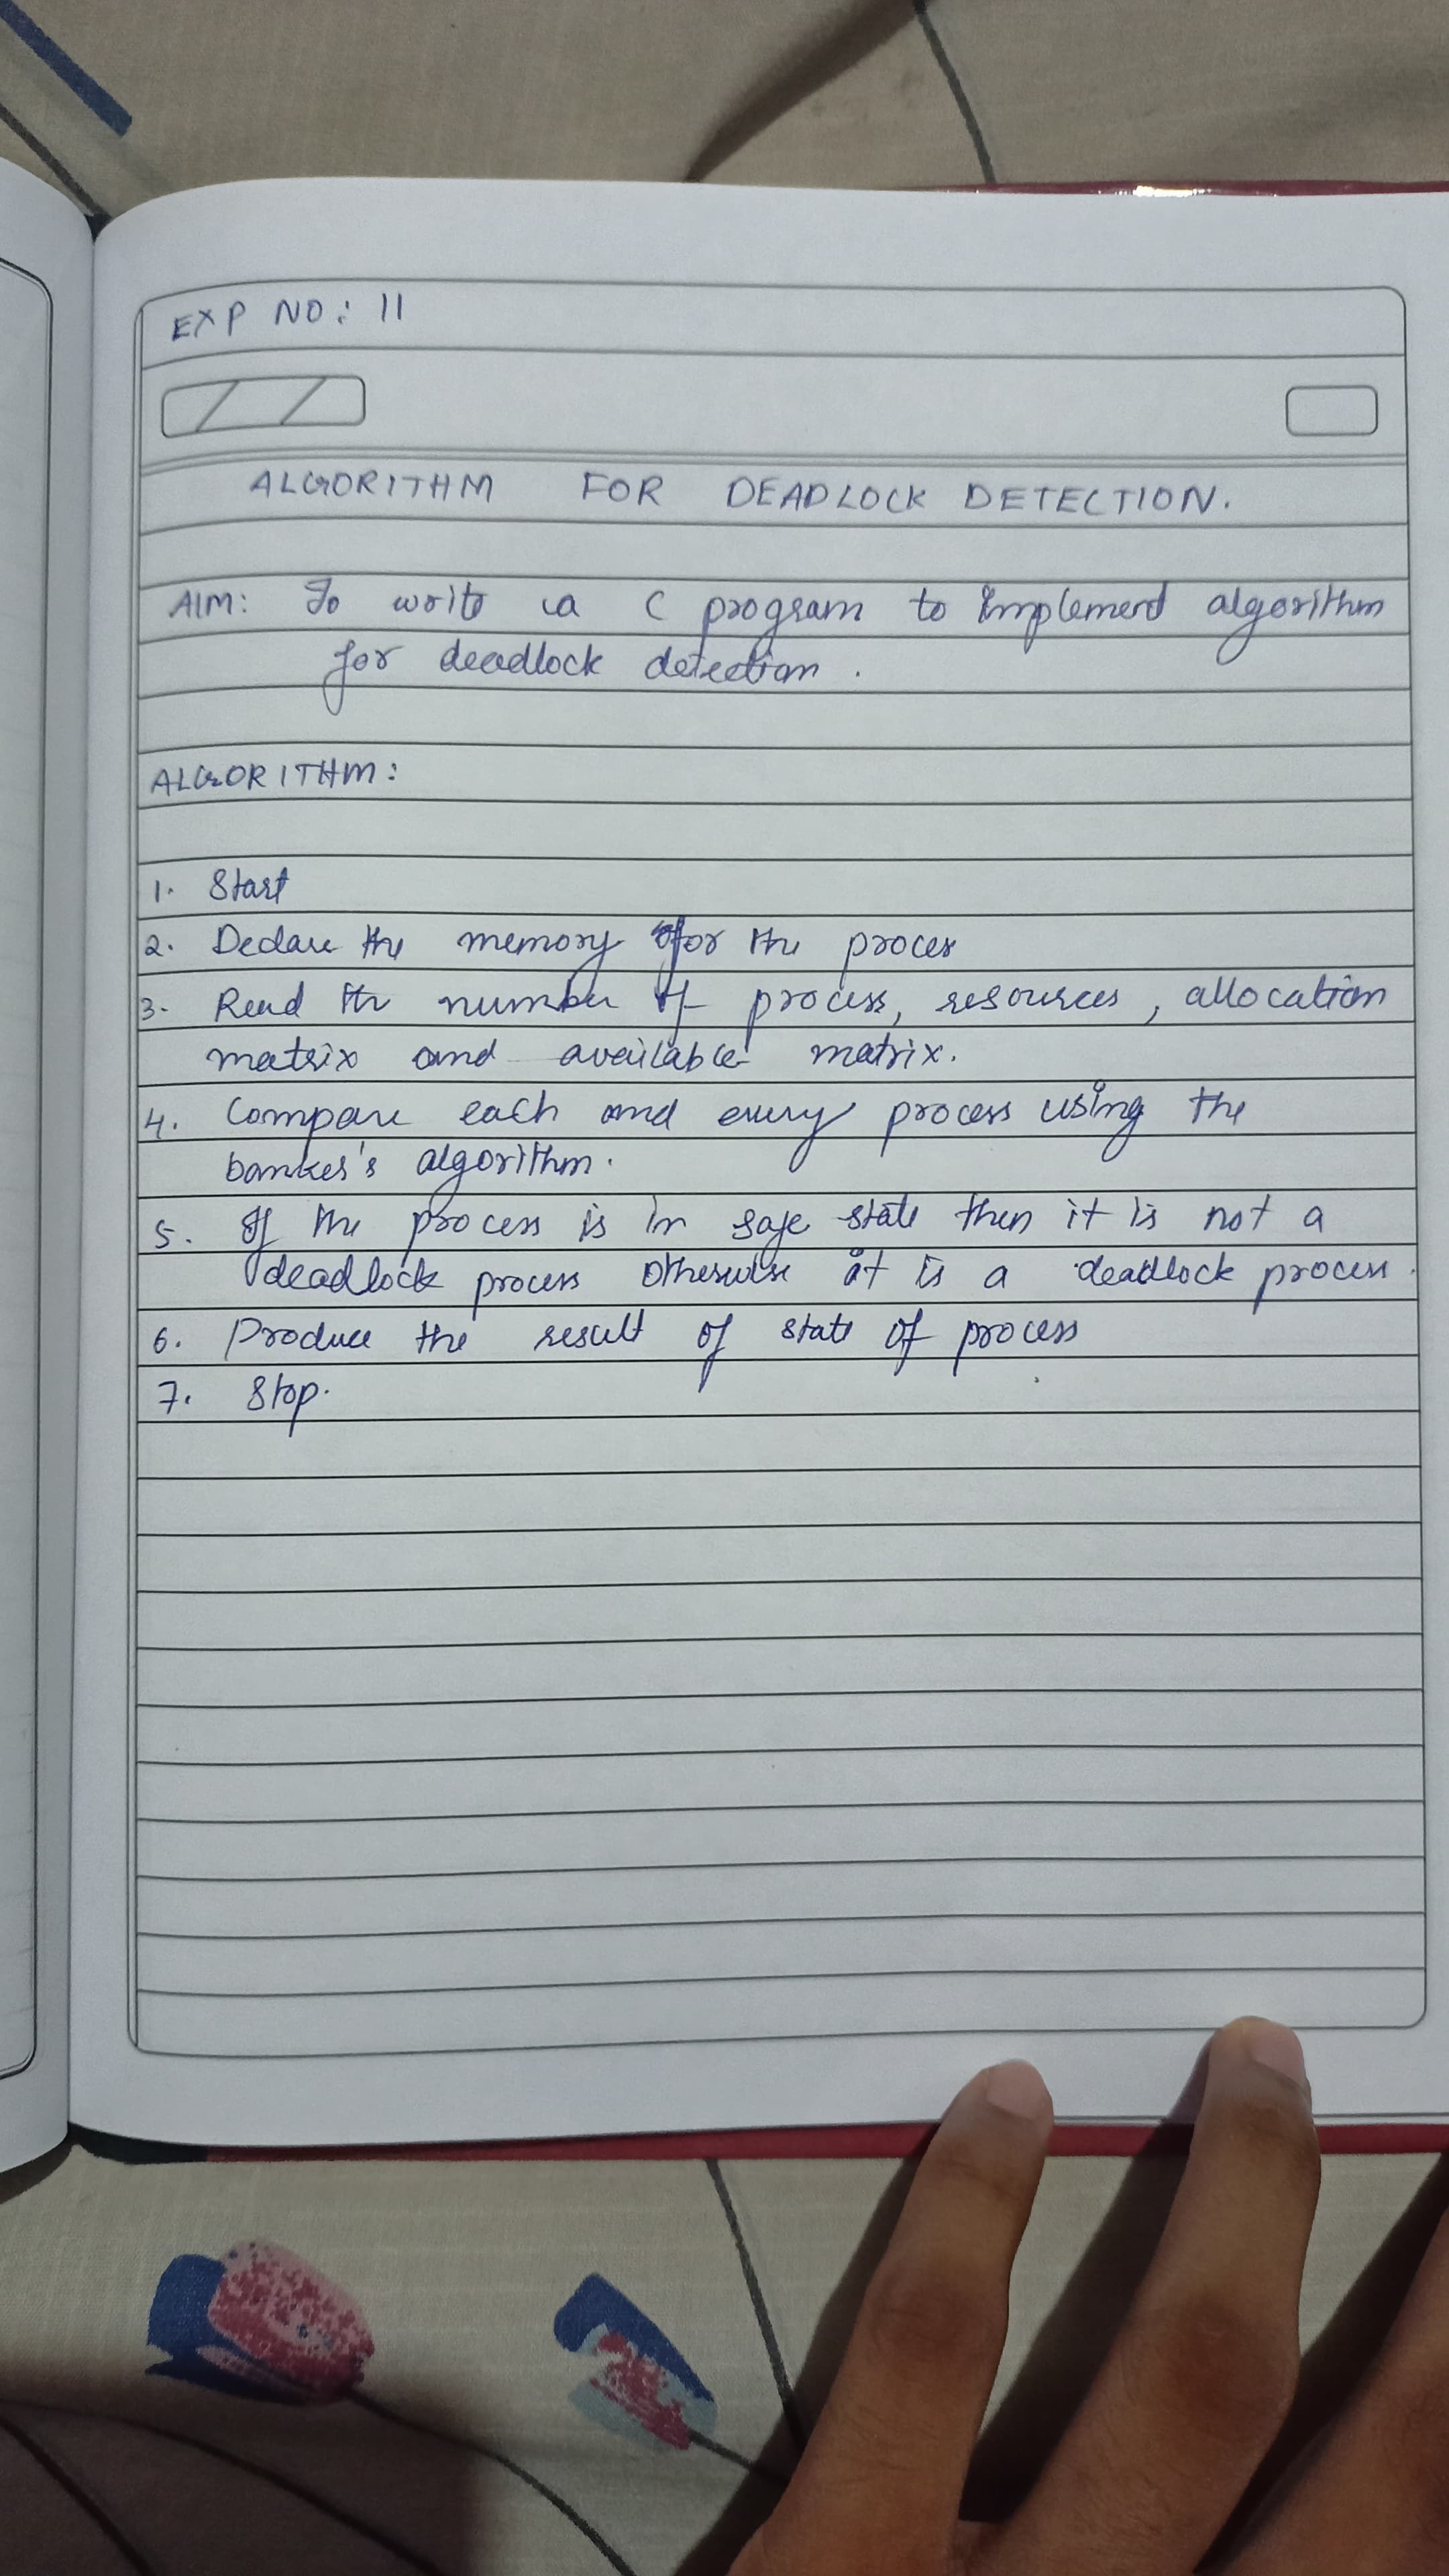 EXP NO: 11
ALGORITHM FOR DEADLOCK DETECTION.
AIM: To write a C program to implement algorithm
for deadlock detection.
ALGORITHM:
1. Start
2. Declare the memory for the process
3. Read the number of process, resources, allocation
matrix and available matrix.
4. Compare each and every process using the
banker's algorithm.
5. If the process is in safe state then it is not a
deadlock process otherwise it is a deadlock process.
6. Produce the result of state of process
7. Stop.